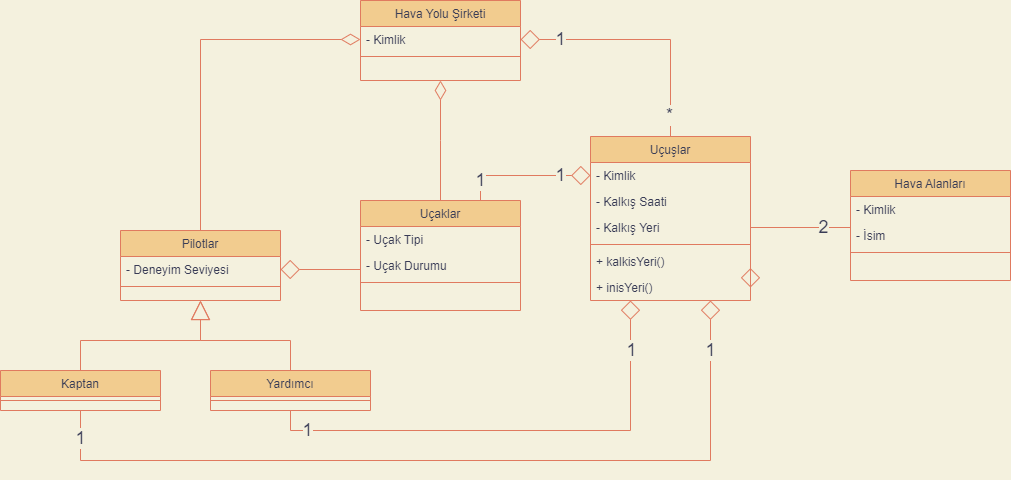 Hava Yolu Şirketi
- Kimlik
1
*
Uçuşlar
- Kimlik
- Kalkış Saati
- Kalkış Yeri
+ kalkisYeri()
+ inisYeri()
1
1
2
Hava Alanları
- Kimlik
- İsim
Uçaklar
- Uçak Tipi
- Uçak Durumu
Pilotlar
- Deneyim Seviyesi
1
1
Kaptan
Yardımcı
1
1